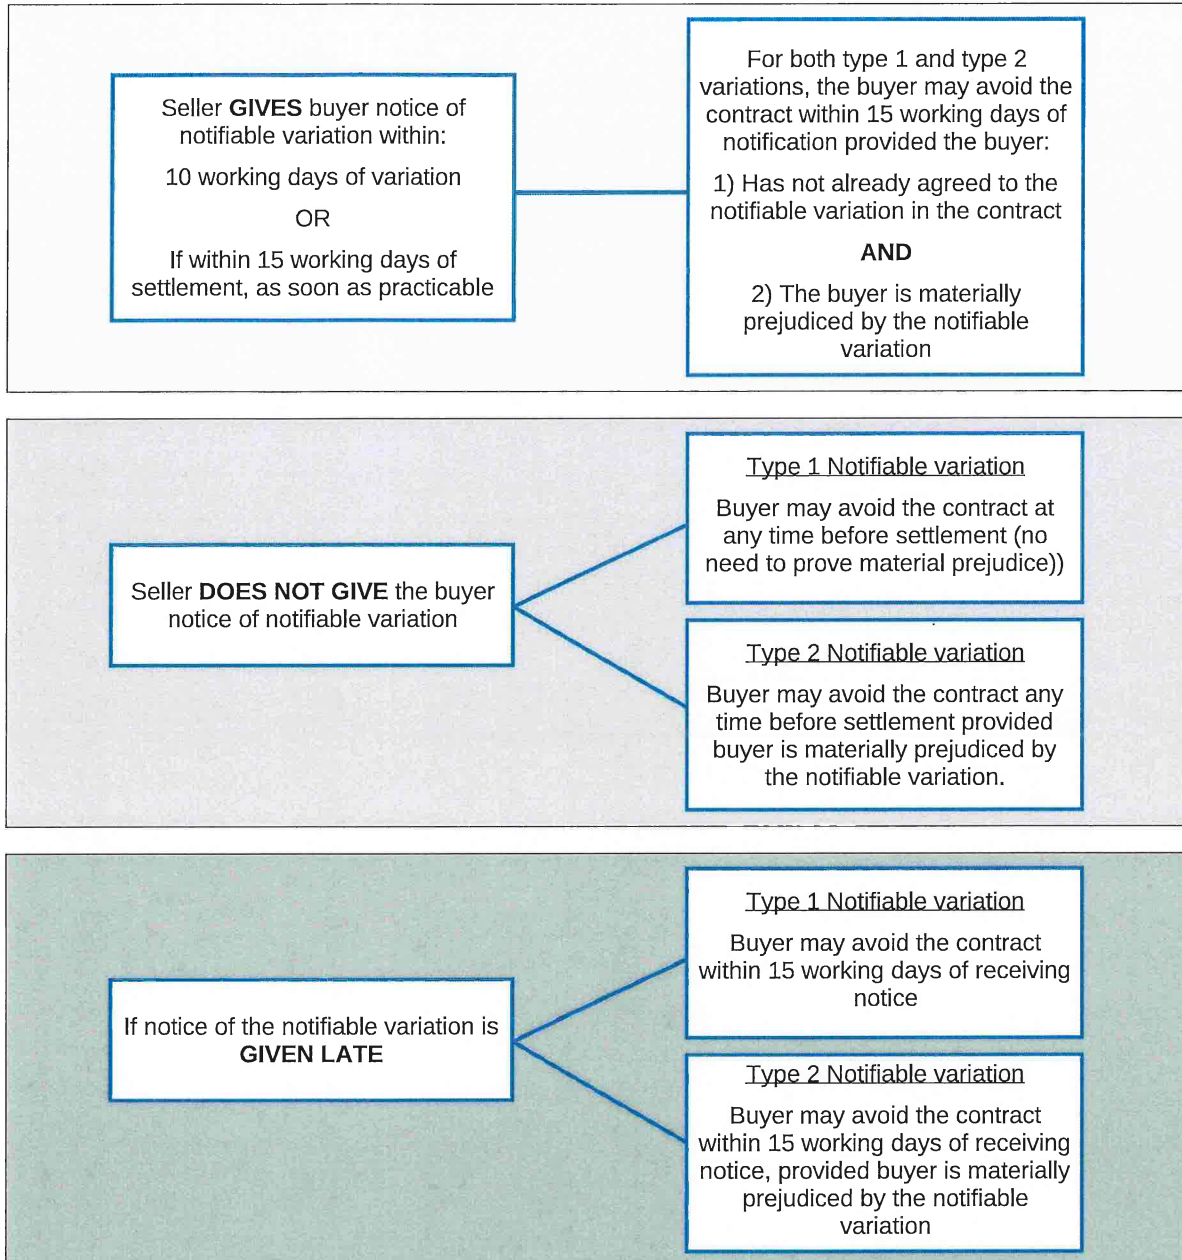 Seller GIVES buyer notice of
notifiable variation within:
10 working days of variation
OR
If within 15 working days of
settlement, as soon as practicable
For both type 1 and type 2
variations, the buyer may avoid the
contract within 15 working days of
notification provided the buyer:
1) Has not already agreed to the
notifiable variation in the contract
AND
2) The buyer is materially
prejudiced by the notifiable
variation
Seller DOES NOT GIVE the buyer
notice of notifiable variation
Type 1 Notifiable variation
Buyer may avoid the contract at
any time before settlement (no
need to prove material prejudice))
Type 2 Notifiable variation
Buyer may avoid the contract any
time before settlement provided
buyer is materially prejudiced by
the notifiable variation.
If notice of the notifiable variation is
GIVEN LATE
Type 1 Notifiable variation
Buyer may avoid the contract
within 15 working days of receiving
notice
Type 2 Notifiable variation
Buyer may avoid the contract
within 15 working days of receiving
notice, provided buyer is materially
prejudiced by the notifiable
variation